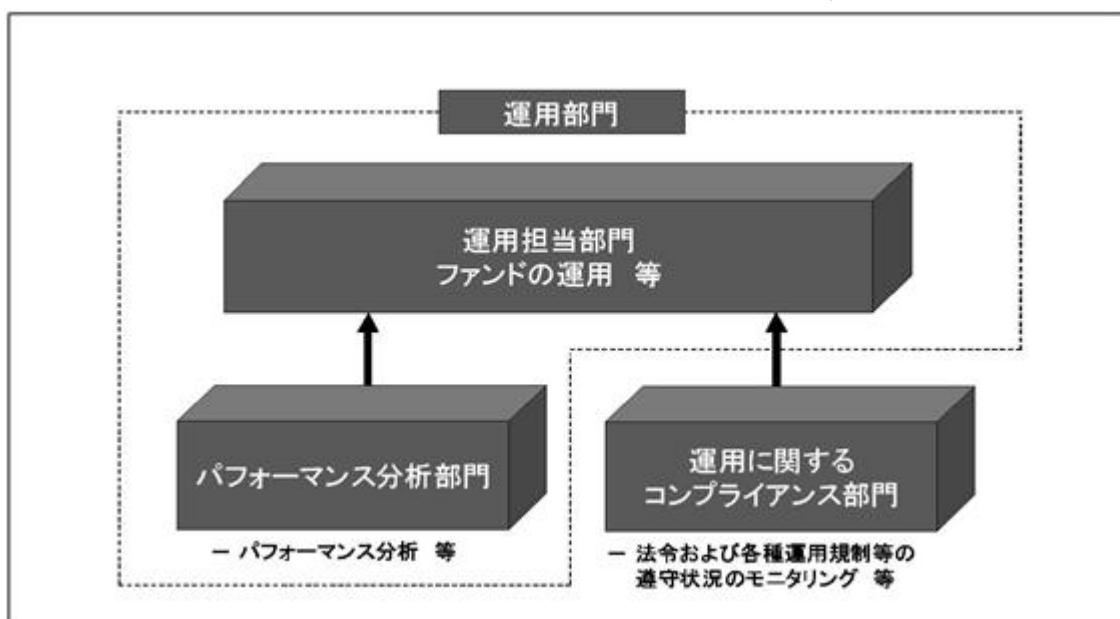 運用部門
運用担当部門
ファンドの運用　等
パフォーマンス分析部門
－ パフォーマンス分析　等
運用に関する
コンプライアンス部門
－ 法令および各種運用規制等の
遵守状況のモニタリング　等